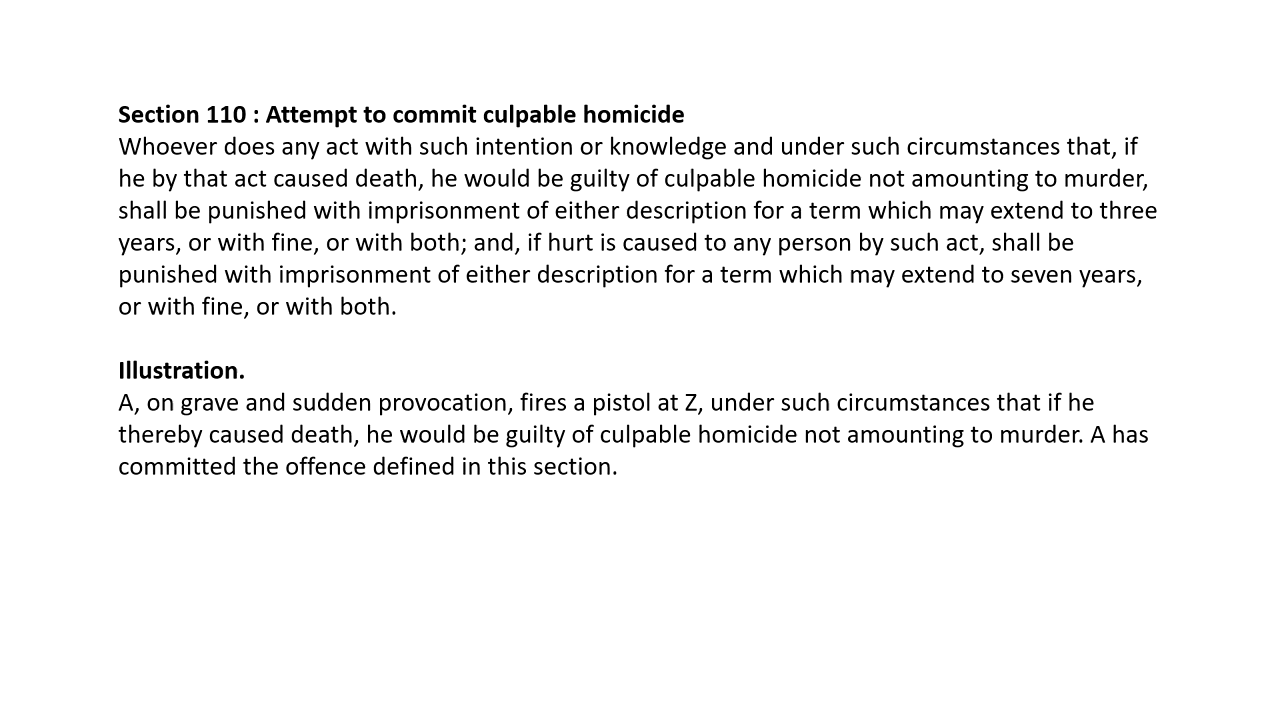 Section 110 : Attempt to commit culpable homicide
Whoever does any act with such intention or knowledge and under such circumstances that, if
he by that act caused death, he would be guilty of culpable homicide not amounting to murder,
shall be punished with imprisonment of either description for a term which may extend to three
years, or with fine, or with both; and, if hurt is caused to any person by such act, shall be
punished with imprisonment of either description for a term which may extend to seven years,
or with fine, or with both.
Illustration.
A, on grave and sudden provocation, fires a pistol at Z, under such circumstances that if he
thereby caused death, he would be guilty of culpable homicide not amounting to murder. A has
committed the offence defined in this section.